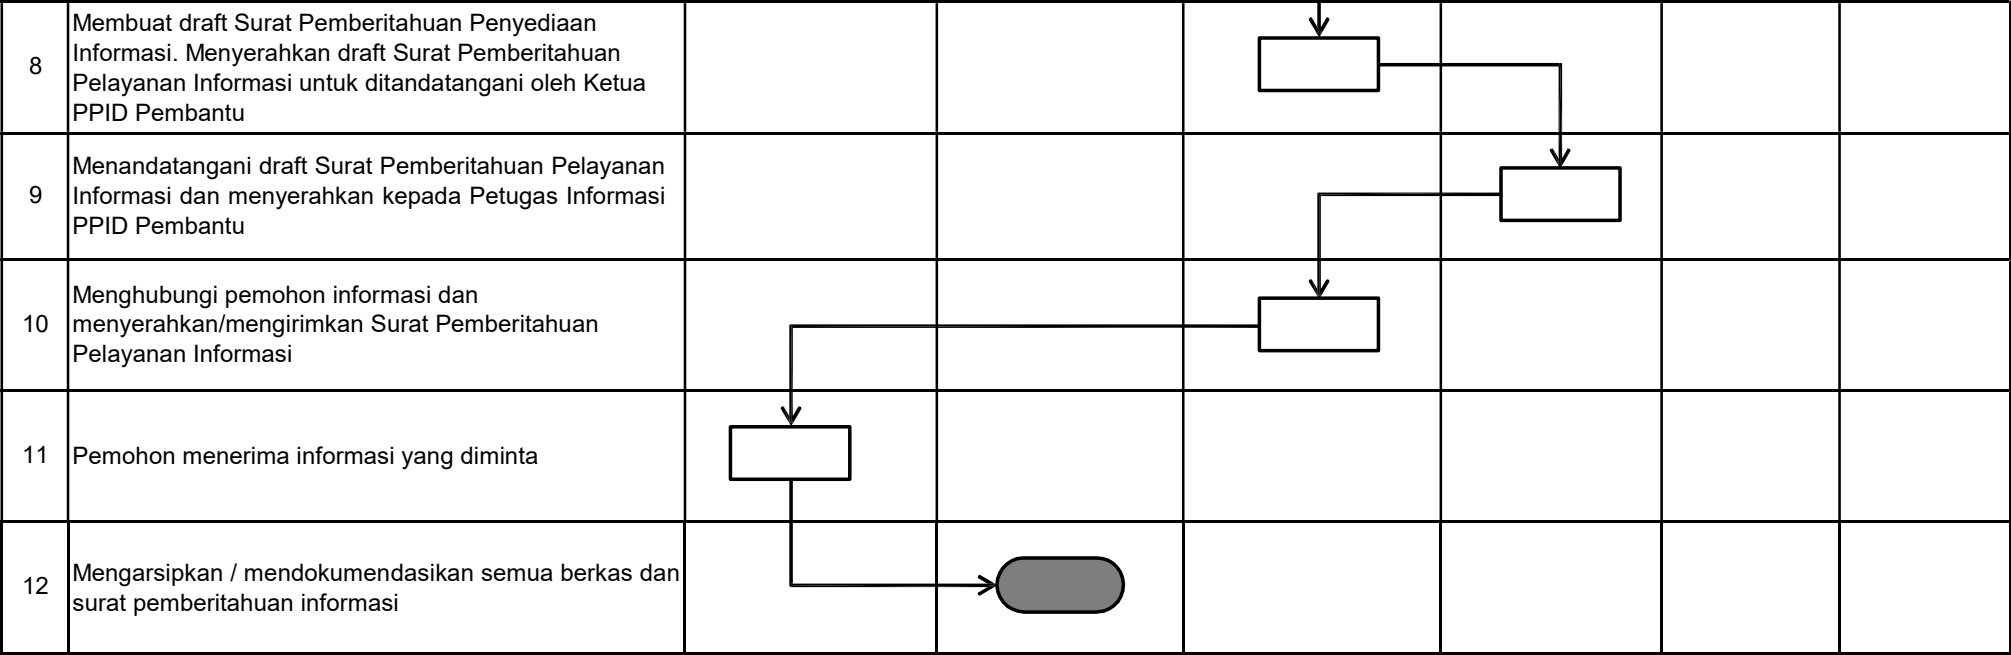 Membuat draft Surat Pemberitahuan Penyediaan
Informasi. Menyerahkan draft Surat Pemberitahuan
8
Pelayanan Informasi untuk ditandatangani oleh Ketua
PPID Pembantu
Menandatangani draft Surat Pemberitahuan Pelayanan
9
Informasi dan menyerahkan kepada Petugas Informasi
PPID Pembantu
Menghubungi pemohon informasi dan
10
menyerahkan/mengirimkan Surat Pemberitahuan
Pelayanan Informasi
11
Pemohon menerima informasi yang diminta
12
Mengarsipkan / mendokumendasikan semua berkas dan
surat pemberitahuan informasi